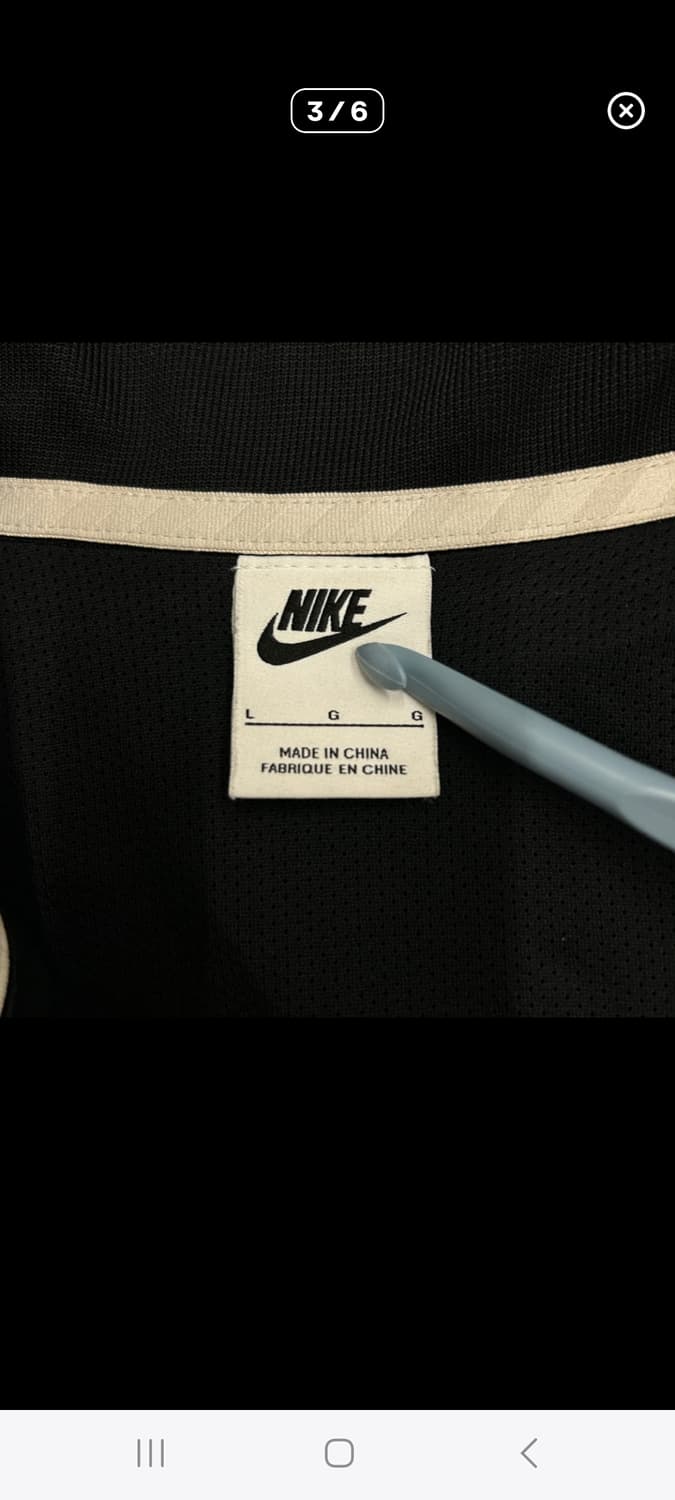 3/6
NIKE
L G G
MADE IN CHINA
FABRIQUE EN CHINE